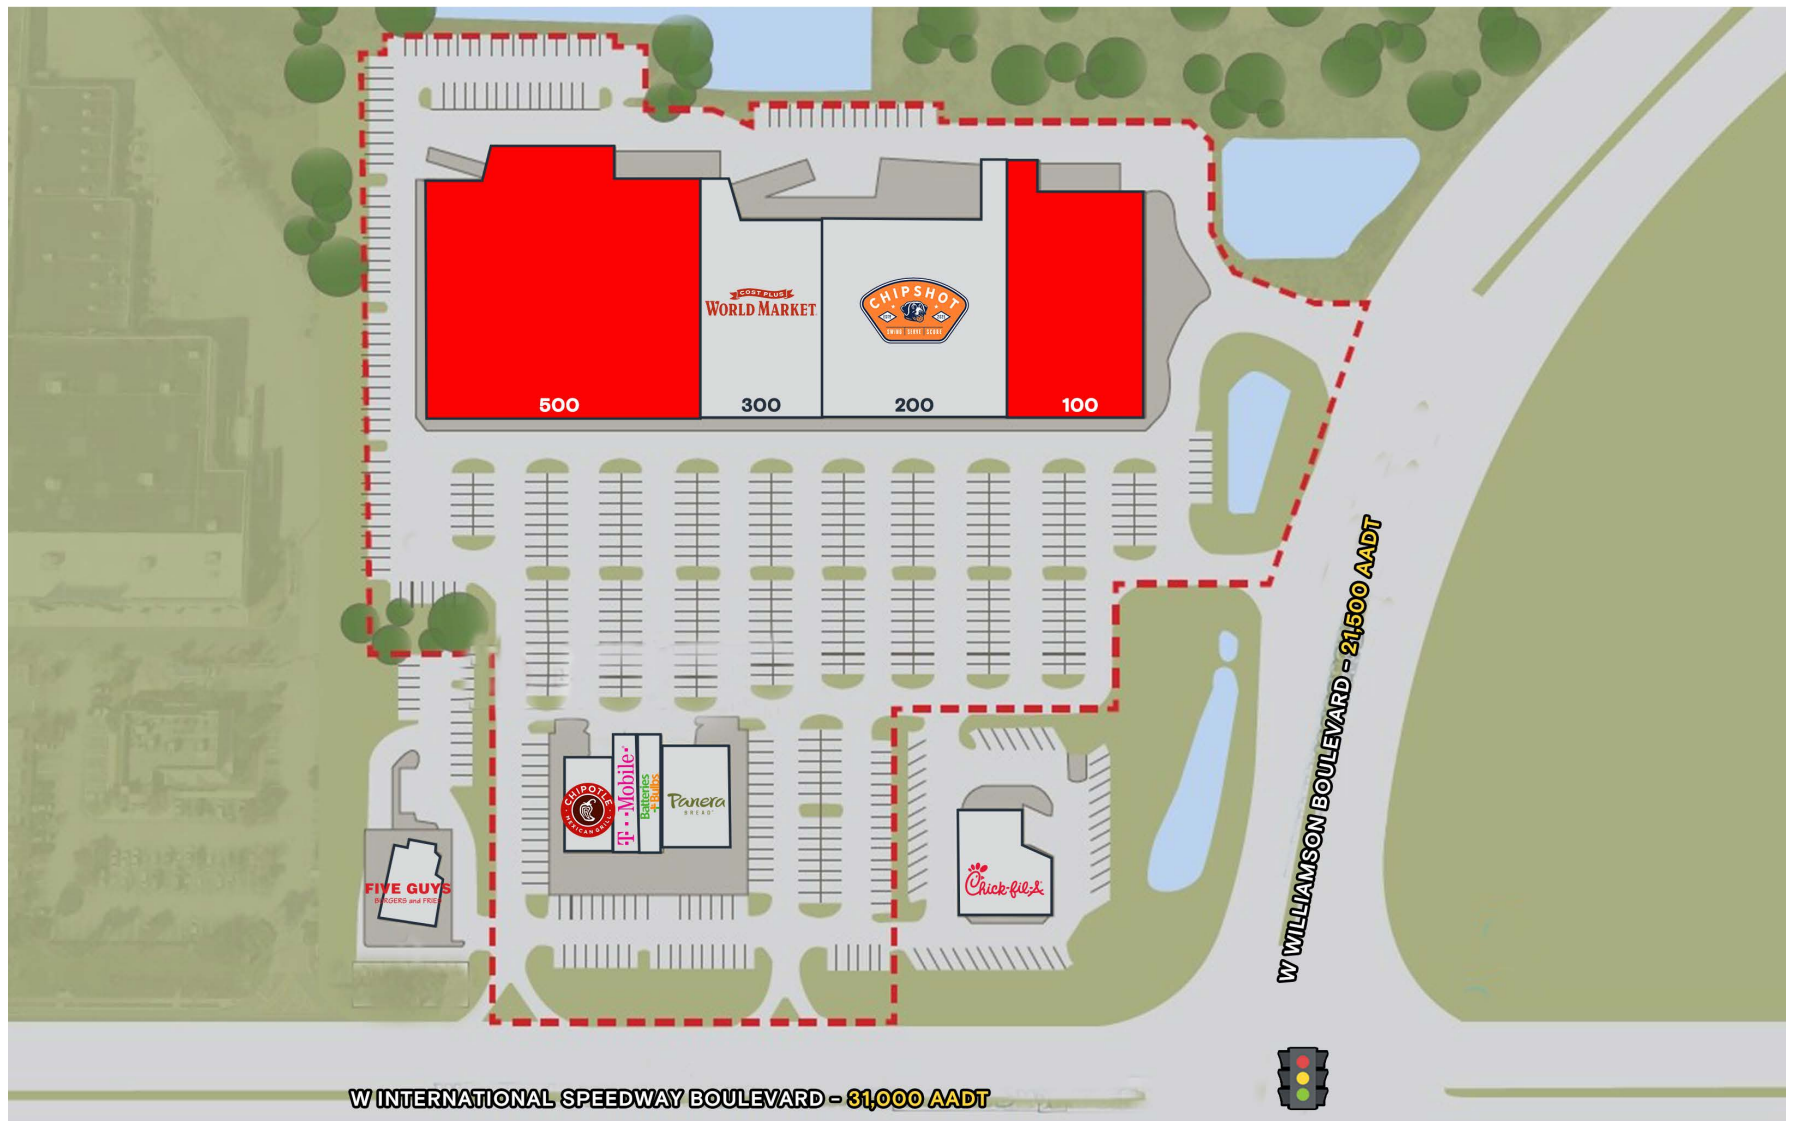 COST PLUS
WORLD MARKET
CHIPSHOT
SWING SERVE SCORE
500
300
200
100
CHIPOTLE
MEXICAN GRILL
T··Mobile·
Batteries
+Bulbs
Panera
BREAD
FIVE GUYS
BURGERS and FRIES
Chick-fil-A
W WILLIAMSON BOULEVARD - 21,500 AADT
W INTERNATIONAL SPEEDWAY BOULEVARD - 31,000 AADT